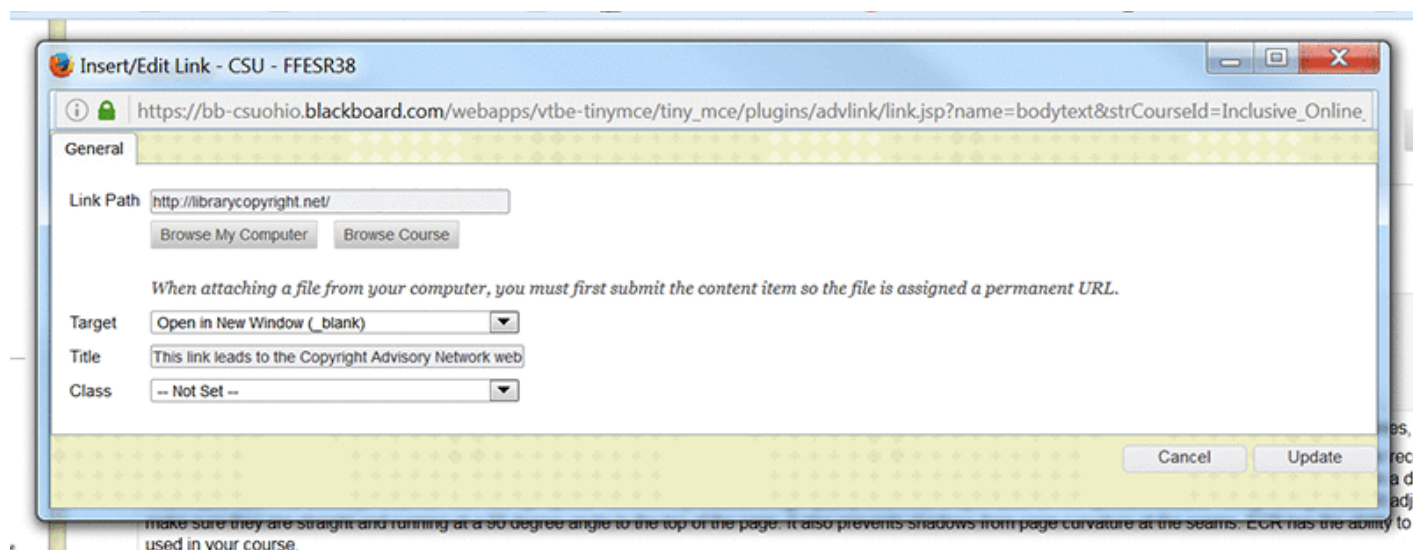 Insert/Edit Link - CSU - FFESR38
https://bb-csuohio.blackboard.com/webapps/vtbe-tinymce/tiny_mce/plugins/advlink/link.jsp?name=bodytext&strCourseId=Inclusive_Online_
General
Link Path http://librarycopyright.net/
Browse My Computer Browse Course
When attaching a file from your computer, you must first submit the content item so the file is assigned a permanent URL.
Target Open in New Window (_blank)
Title This link leads to the Copyright Advisory Network web
Class -- Not Set --
Cancel Update
make sure they are straight and running at a 90 degree angle to the top of the page. It also prevents shadows from page curvature at the seams. ECR has the ability to
used in your course.